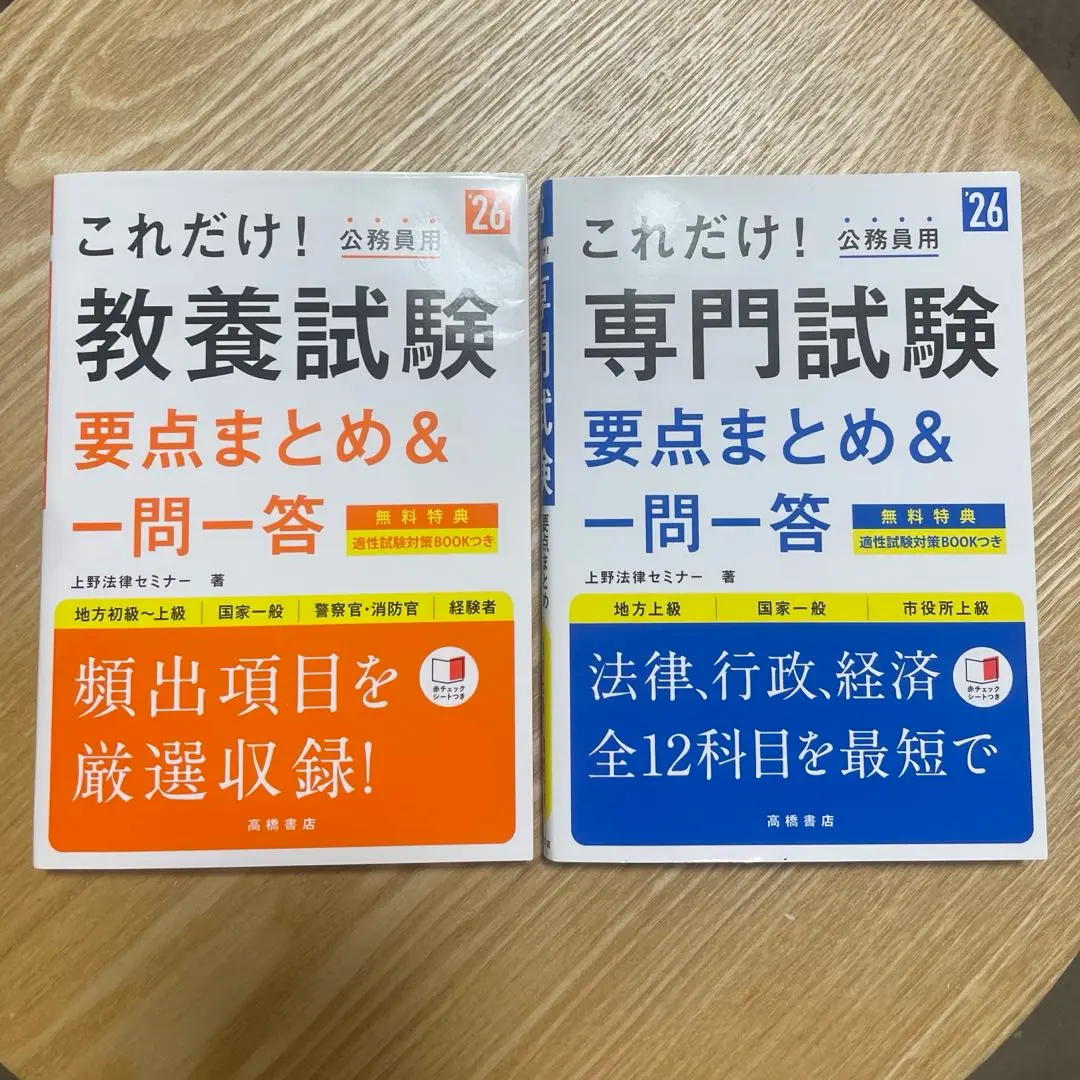 '26
これだけ！ 公務員用
教養試験
要点まとめ&
一問一答
無料特典
適性試験対策BOOKつき
上野法律セミナー 著
地方初級〜上級 国家一般 警察官・消防官 経験者
頻出項目を
厳選収録！
赤チェック
シートつき
高橋書店
'26
これだけ！ 公務員用
専門試験
要点まとめ&
一問一答
無料特典
適性試験対策BOOKつき
上野法律セミナー 著
地方上級 国家一般 市役所上級
法律、行政、経済
全12科目を最短で
赤チェック
シートつき
高橋書店
専門試験 要点まとめ